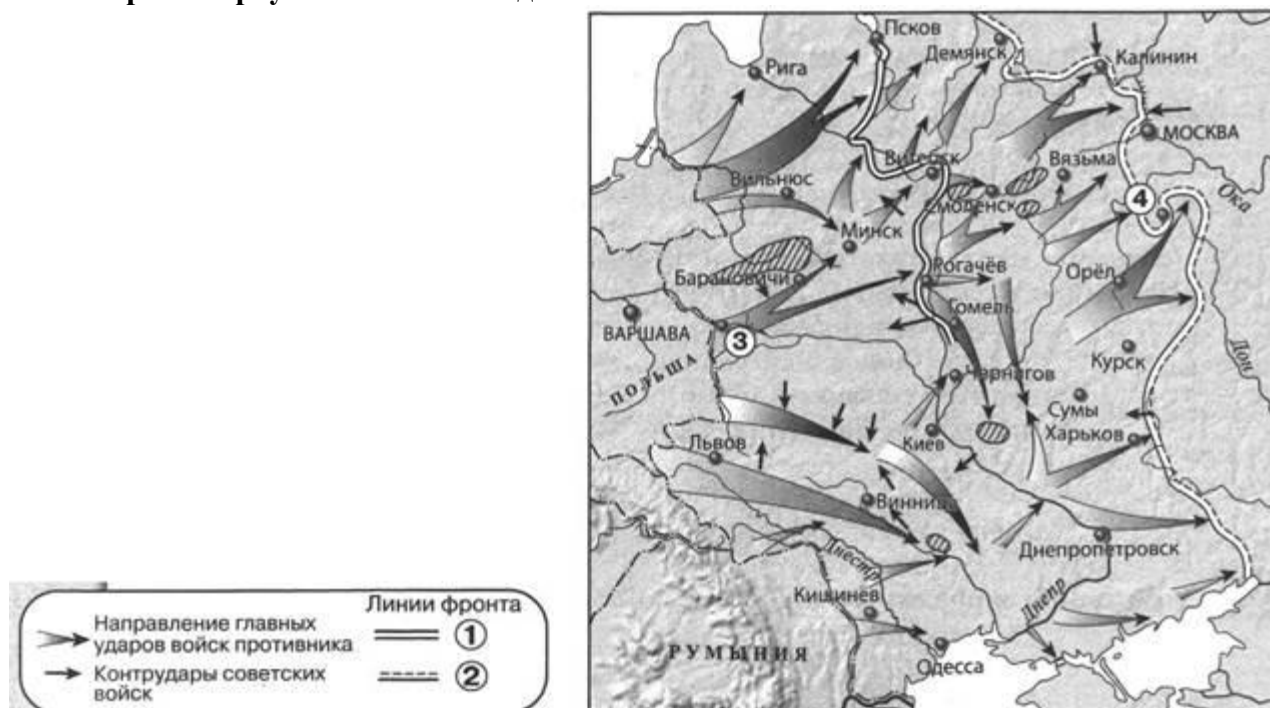 Псков
Демянск
Калинин
Рига
МОСКВА
Витебск
Вязьма
Вильнюс
Смоленск
4
Ока
Минск
Барановичи
Рогачёв
Орёл
ВАРШАВА
3
Гомель
Курск
Дон
ПОЛЬША
Чернигов
Сумы
Львов
Киев
Харьков
Винница
Днепропетровск
Днестр
Кишинёв
Днепр
РУМЫНИЯ
Одесса
Линии фронта
Направление главных
ударов войск противника
1
Контрудары советских
войск
2